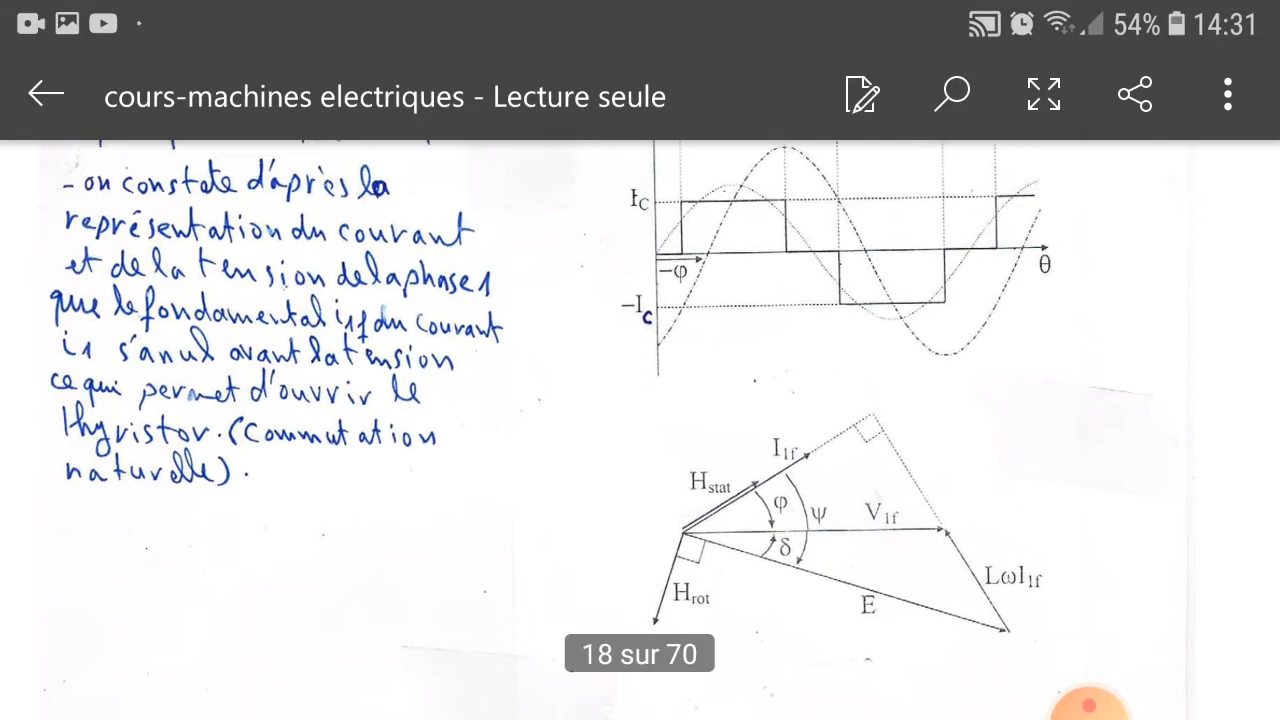 54% 14:31
cours-machines electriques - Lecture seule
- on constate d'après la
représentation du courant
et de la tension de la phase 1
que le fondamental i1f du courant
i1 s'anul avant la tension
ce qui permet d'ouvrir le
thyristor. (Commutation
naturelle).
IC
-φ
θ
-IC
I1f
Hstat
φ
ψ
V1f
δ
LωI1f
Hrot
E
18 sur 70